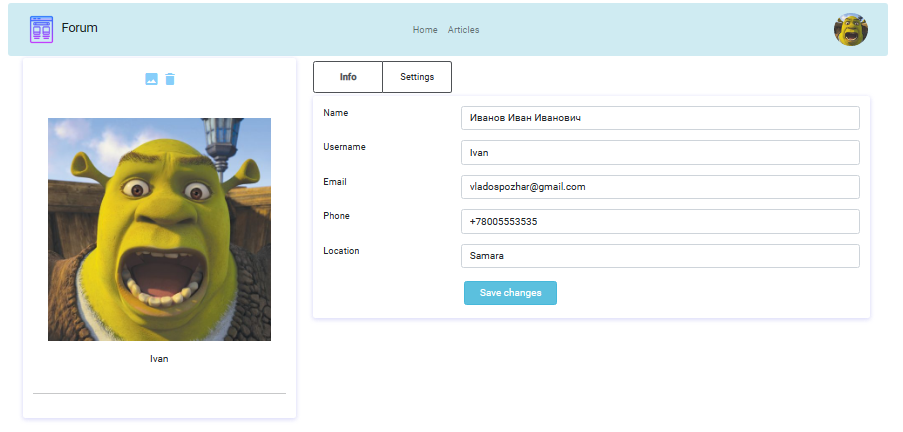 Forum
Home Articles
Info Settings
Name Иванов Иван Иванович
Username Ivan
Email vladospozhar@gmail.com
Phone +78005553535
Location Samara
Save changes
Ivan